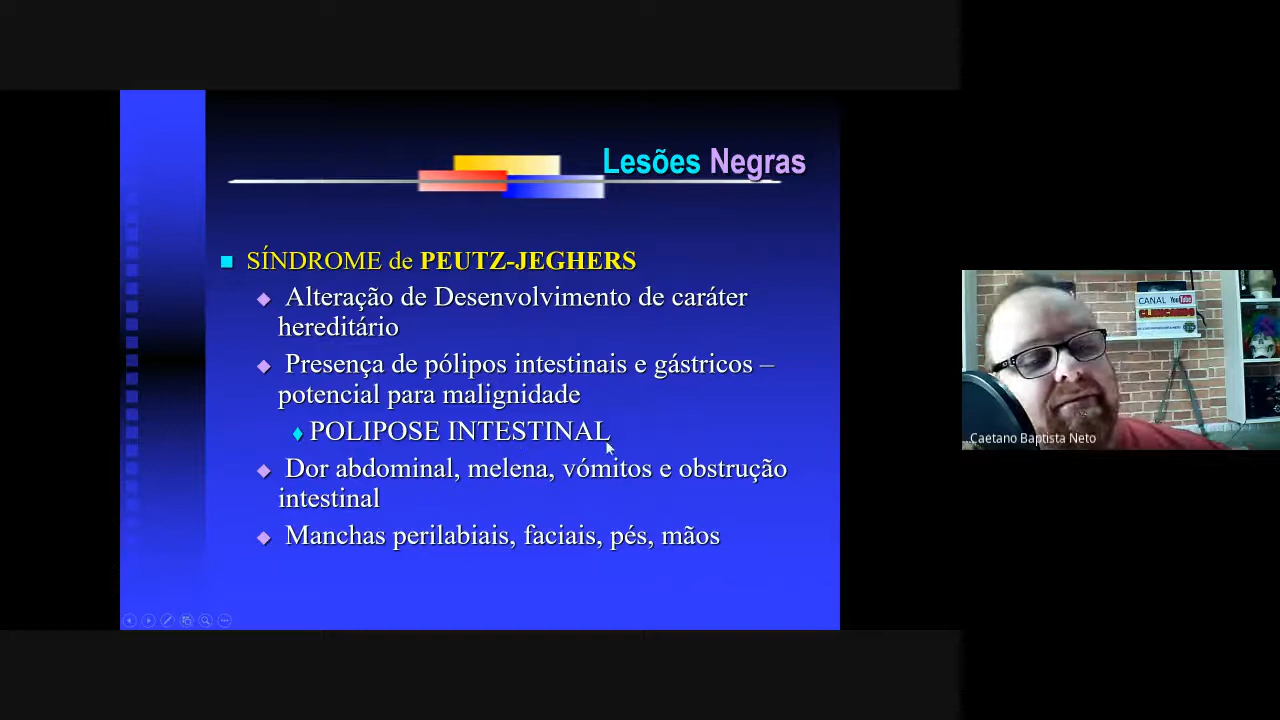 Lesões Negras
SÍNDROME de PEUTZ-JEGHERS
Alteração de Desenvolvimento de caráter
hereditário
Presença de pólipos intestinais e gástricos –
potencial para malignidade
POLIPOSE INTESTINAL
Dor abdominal, melena, vómitos e obstrução
intestinal
Manchas perilabiais, faciais, pés, mãos
CANAL YouTube
Caetano Baptista Neto